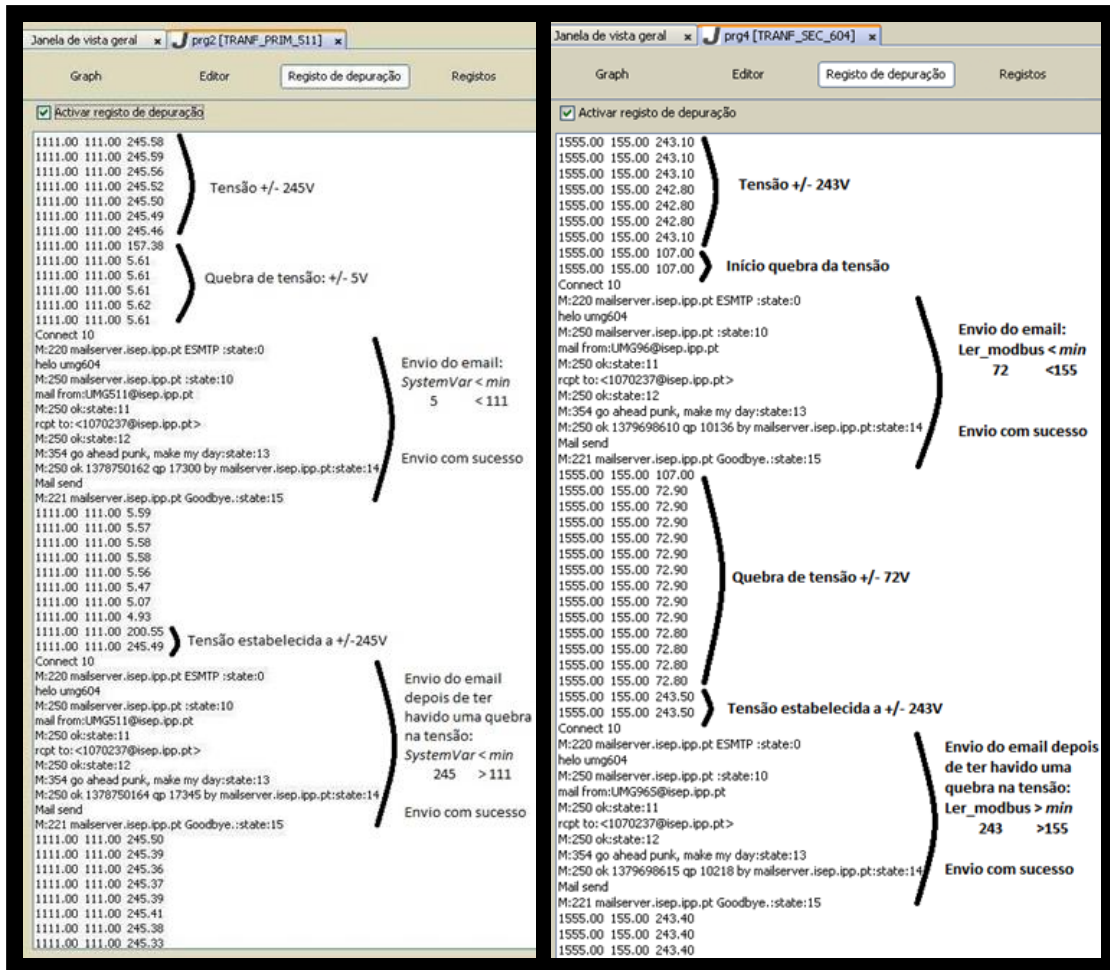 Janela de vista geral x prg2 [TRANF_PRIM_511] x
Graph Editor Registo de depuração Registos
Activar registo de depuração
1111.00 111.00 245.58
1111.00 111.00 245.59
1111.00 111.00 245.56
1111.00 111.00 245.52
1111.00 111.00 245.50
1111.00 111.00 245.49
1111.00 111.00 245.46
Tensão +/- 245V
1111.00 111.00 157.38
1111.00 111.00 5.61
1111.00 111.00 5.61
1111.00 111.00 5.61
1111.00 111.00 5.62
1111.00 111.00 5.61
Quebra de tensão: +/- 5V
Connect 10
M:220 mailserver.isep.ipp.pt ESMTP :state:0
helo umg604
M:250 mailserver.isep.ipp.pt :state:10
mail from:UMG511@isep.ipp.pt
M:250 ok:state:11
rcpt to:<1070237@isep.ipp.pt>
M:250 ok:state:12
M:354 go ahead punk, make my day:state:13
M:250 ok 1378750162 qp 17300 by mailserver.isep.ipp.pt:state:14
Mail send
M:221 mailserver.isep.ipp.pt Goodbye.:state:15
Envio do email:
SystemVar < min
5 < 111
Envio com sucesso
1111.00 111.00 5.59
1111.00 111.00 5.57
1111.00 111.00 5.58
1111.00 111.00 5.58
1111.00 111.00 5.56
1111.00 111.00 5.47
1111.00 111.00 5.07
1111.00 111.00 4.93
1111.00 111.00 200.55
1111.00 111.00 245.49
Tensão estabelecida a +/-245V
Connect 10
M:220 mailserver.isep.ipp.pt ESMTP :state:0
helo umg604
M:250 mailserver.isep.ipp.pt :state:10
mail from:UMG511@isep.ipp.pt
M:250 ok:state:11
rcpt to:<1070237@isep.ipp.pt>
M:250 ok:state:12
M:354 go ahead punk, make my day:state:13
M:250 ok 1378750164 qp 17345 by mailserver.isep.ipp.pt:state:14
Mail send
M:221 mailserver.isep.ipp.pt Goodbye.:state:15
Envio do email
depois de ter
havido uma quebra
na tensão:
SystemVar < min
245 > 111
Envio com sucesso
1111.00 111.00 245.50
1111.00 111.00 245.39
1111.00 111.00 245.36
1111.00 111.00 245.37
1111.00 111.00 245.39
1111.00 111.00 245.41
1111.00 111.00 245.38
1111.00 111.00 245.33
Janela de vista geral x prg4 [TRANF_SEC_604] x
Graph Editor Registo de depuração Registos
Activar registo de depuração
1555.00 155.00 243.10
1555.00 155.00 243.10
1555.00 155.00 243.10
1555.00 155.00 242.80
1555.00 155.00 242.80
1555.00 155.00 242.80
1555.00 155.00 243.10
Tensão +/- 243V
1555.00 155.00 107.00
1555.00 155.00 107.00
Início quebra da tensão
Connect 10
M:220 mailserver.isep.ipp.pt ESMTP :state:0
helo umg604
M:250 mailserver.isep.ipp.pt :state:10
mail from:UMG96@isep.ipp.pt
M:250 ok:state:11
rcpt to:<1070237@isep.ipp.pt>
M:250 ok:state:12
M:354 go ahead punk, make my day:state:13
M:250 ok 1379698610 qp 10136 by mailserver.isep.ipp.pt:state:14
Mail send
M:221 mailserver.isep.ipp.pt Goodbye.:state:15
Envio do email:
Ler_modbus < min
72 <155
Envio com sucesso
1555.00 155.00 107.00
1555.00 155.00 72.90
1555.00 155.00 72.90
1555.00 155.00 72.90
1555.00 155.00 72.90
1555.00 155.00 72.90
1555.00 155.00 72.90
1555.00 155.00 72.90
1555.00 155.00 72.90
1555.00 155.00 72.90
1555.00 155.00 72.80
1555.00 155.00 72.80
1555.00 155.00 72.80
1555.00 155.00 72.80
Quebra de tensão +/- 72V
1555.00 155.00 243.50
1555.00 155.00 243.50
Tensão estabelecida a +/- 243V
Connect 10
M:220 mailserver.isep.ipp.pt ESMTP :state:0
helo umg604
M:250 mailserver.isep.ipp.pt :state:10
mail from:UMG96S@isep.ipp.pt
M:250 ok:state:11
rcpt to:<1070237@isep.ipp.pt>
M:250 ok:state:12
M:354 go ahead punk, make my day:state:13
M:250 ok 1379698615 qp 10218 by mailserver.isep.ipp.pt:state:14
Mail send
M:221 mailserver.isep.ipp.pt Goodbye.:state:15
Envio do email depois
de ter havido uma
quebra na tensão:
Ler_modbus > min
243 >155
Envio com sucesso
1555.00 155.00 243.40
1555.00 155.00 243.40
1555.00 155.00 243.40